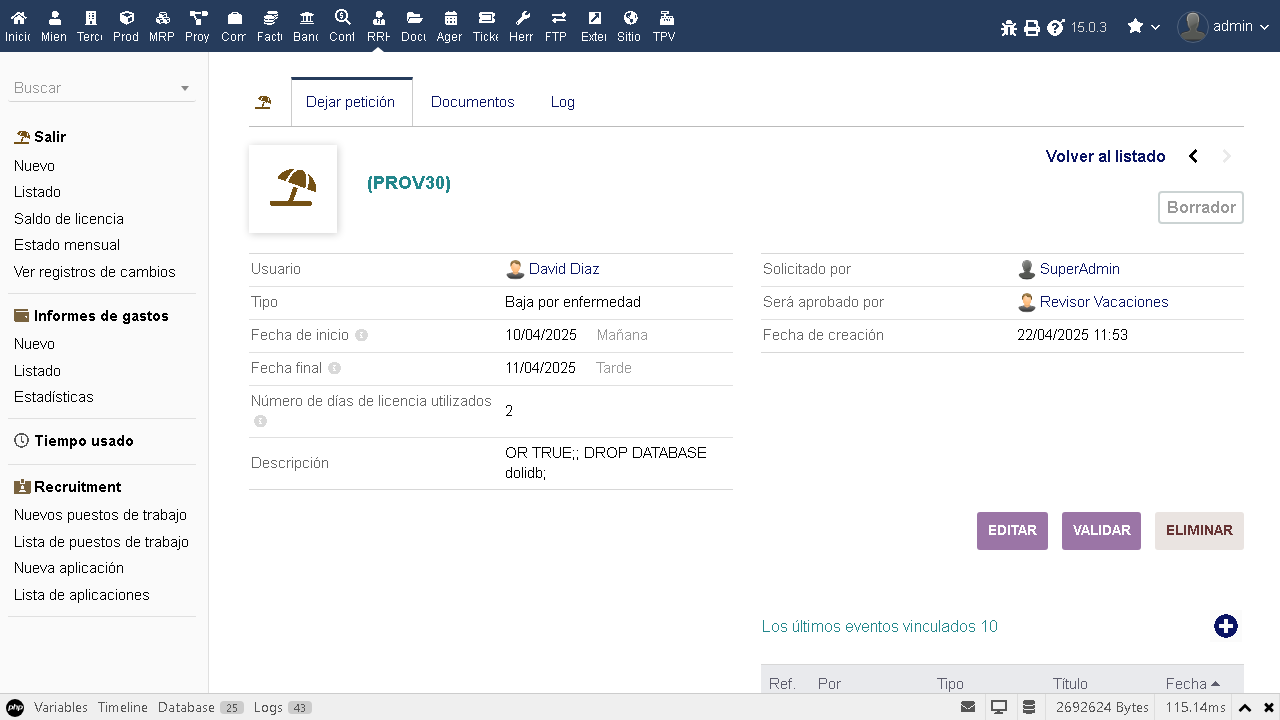 Inicio
Mien
Terc
Prod
MRP
Proy
Com
Factu
Banc
Cont
RRH
Docu
Agen
Ticke
Herr
FTP
Exter
Sitio
TPV
15.0.3
admin
Buscar
Salir
Nuevo
Listado
Saldo de licencia
Estado mensual
Ver registros de cambios
Informes de gastos
Nuevo
Listado
Estadísticas
Tiempo usado
Recruitment
Nuevos puestos de trabajo
Lista de puestos de trabajo
Nueva aplicación
Lista de aplicaciones
Dejar petición
Documentos
Log
(PROV30)
Volver al listado
Borrador
Usuario David Diaz
Tipo Baja por enfermedad
Fecha de inicio 10/04/2025 Mañana
Fecha final 11/04/2025 Tarde
Número de días de licencia utilizados 2
Descripción OR TRUE;; DROP DATABASE
dolidb;
Solicitado por SuperAdmin
Será aprobado por Revisor Vacaciones
Fecha de creación 22/04/2025 11:53
EDITAR
VALIDAR
ELIMINAR
Los últimos eventos vinculados 10
Ref. Por Tipo Título Fecha
php Variables Timeline Database 25 Logs 43 2692624 Bytes 115.14ms